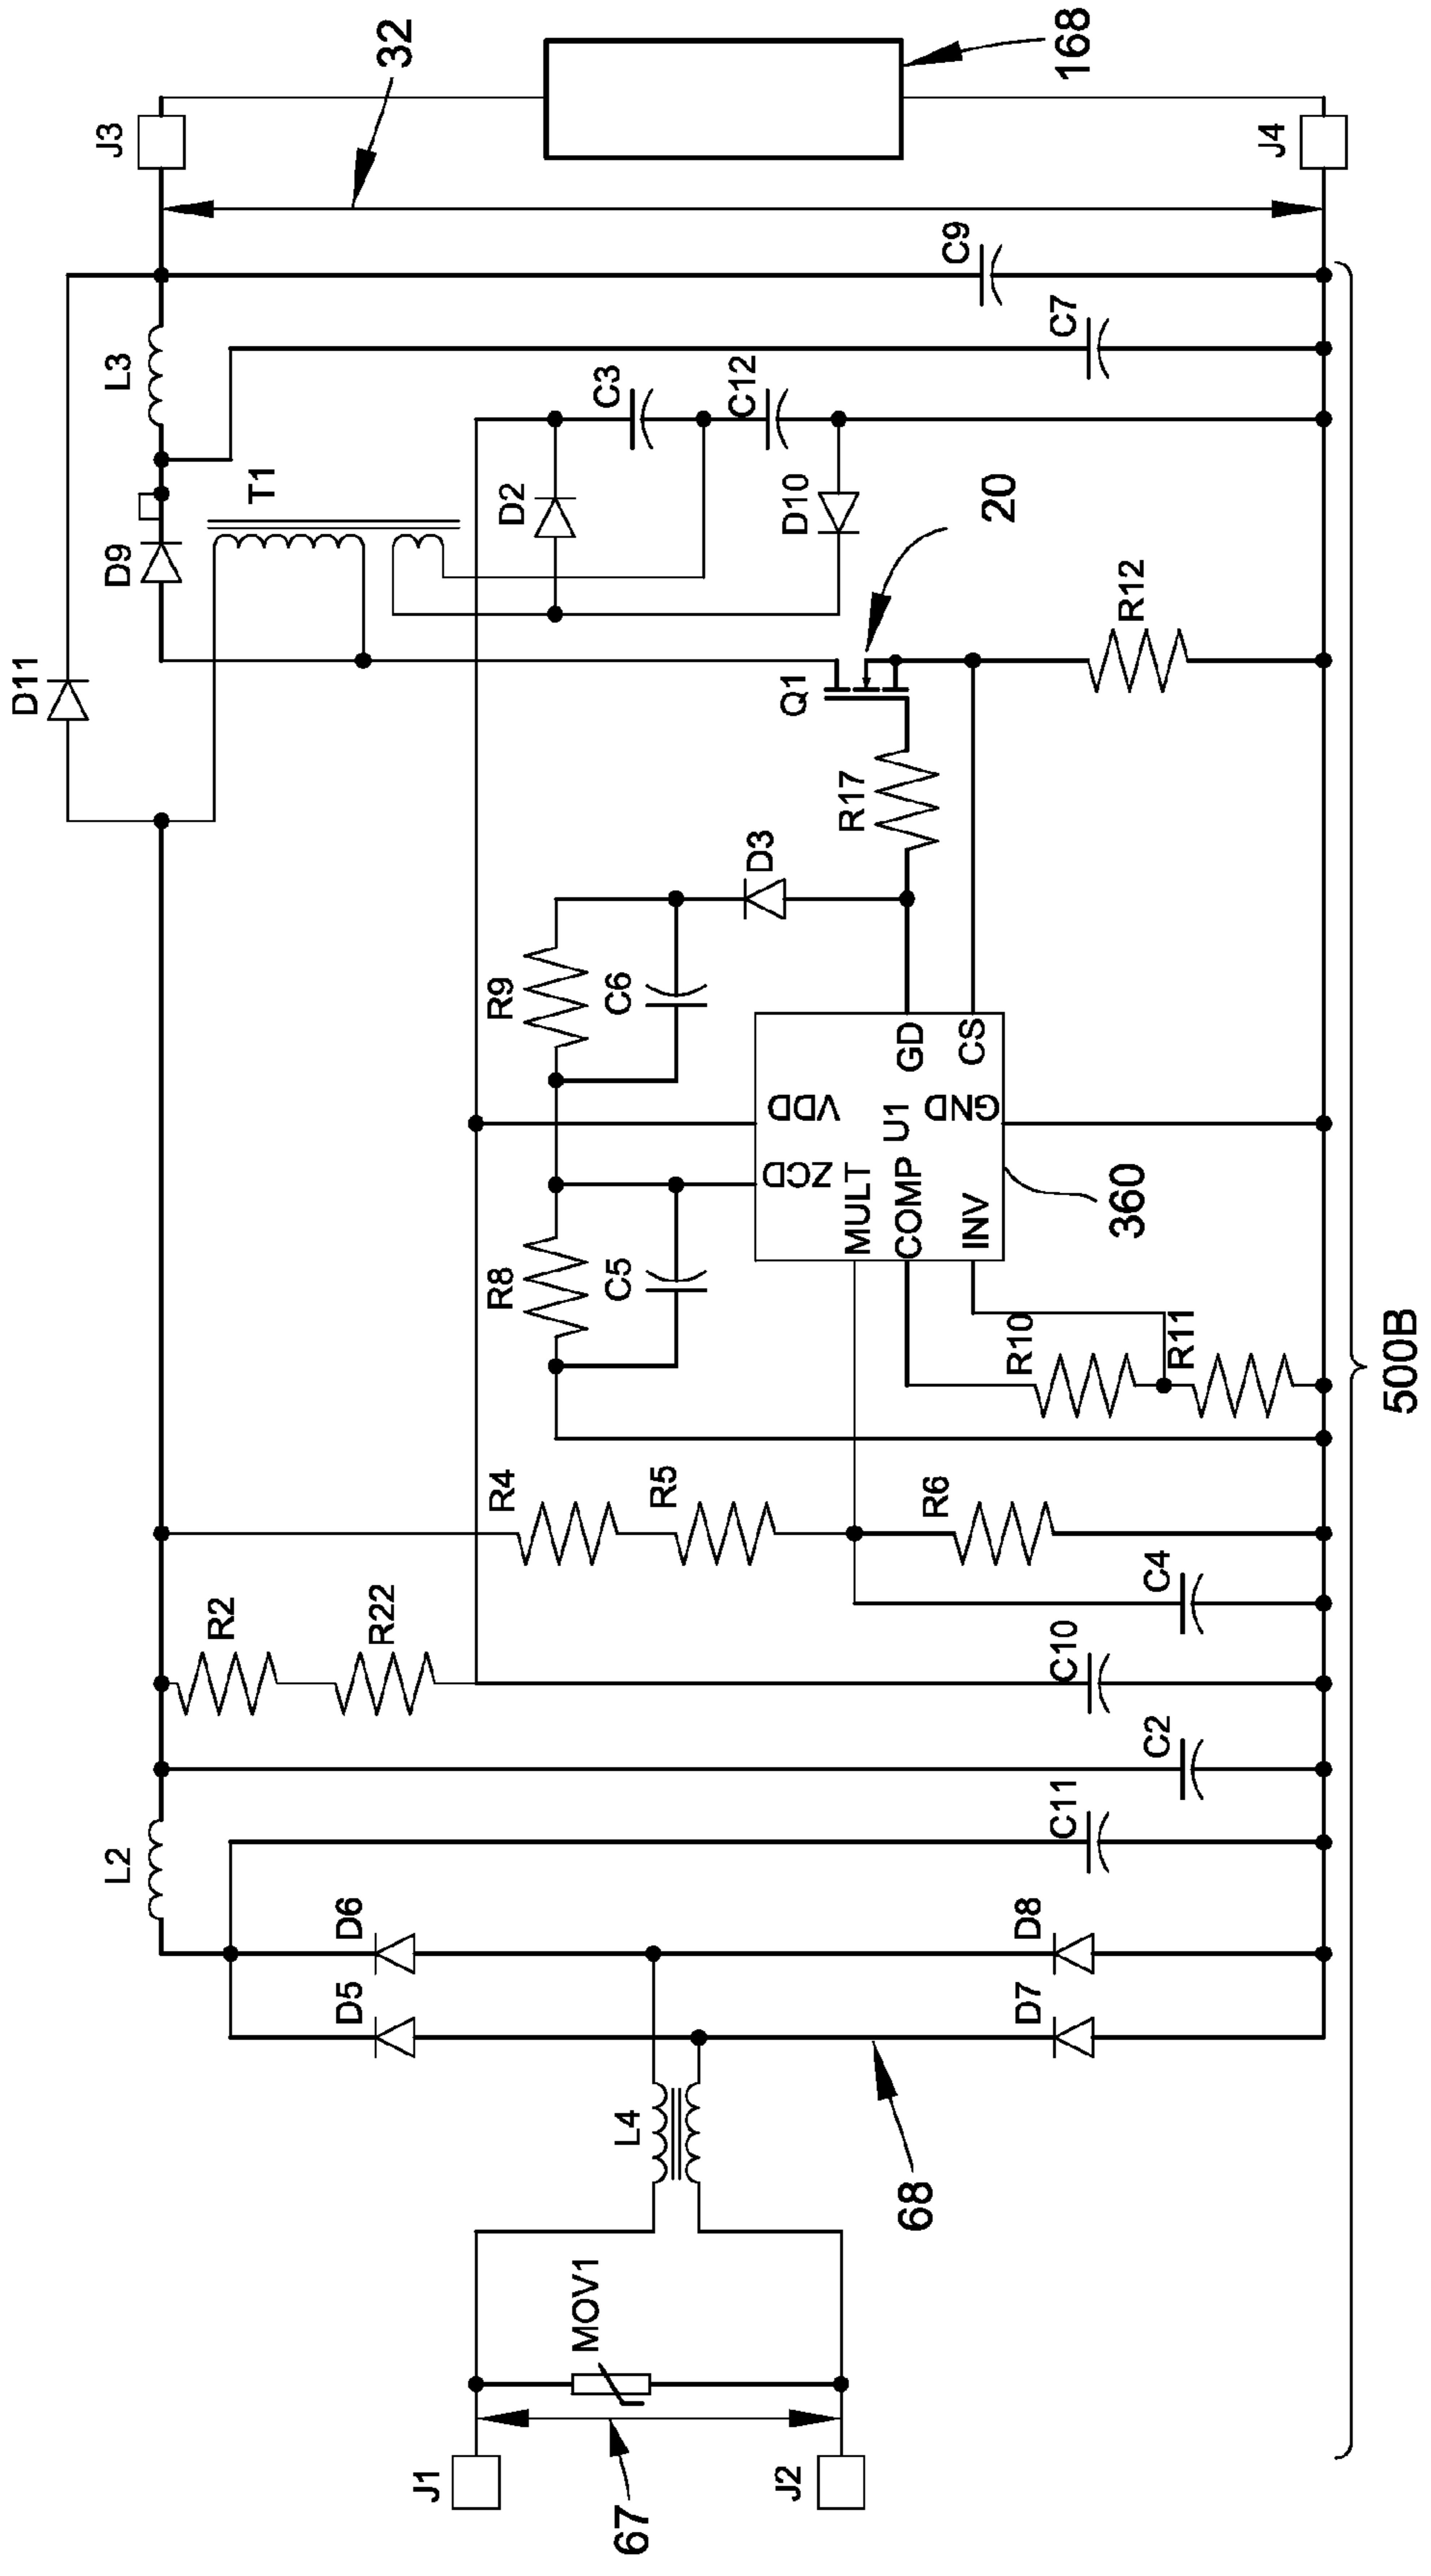 J1
J2
67
MOV1
L4
68
D5
D6
D7
D8
L2
C11
C2
R2
R22
C10
C4
R4
R5
R6
R8
C5
R9
C6
R10
R11
360
ZCD
VDD
MULT
COMP
INV
U1
GND
GD
CS
D3
R17
Q1
20
R12
D11
D9
T1
D2
D10
C3
C12
L3
C7
C9
32
J3
J4
168
500B